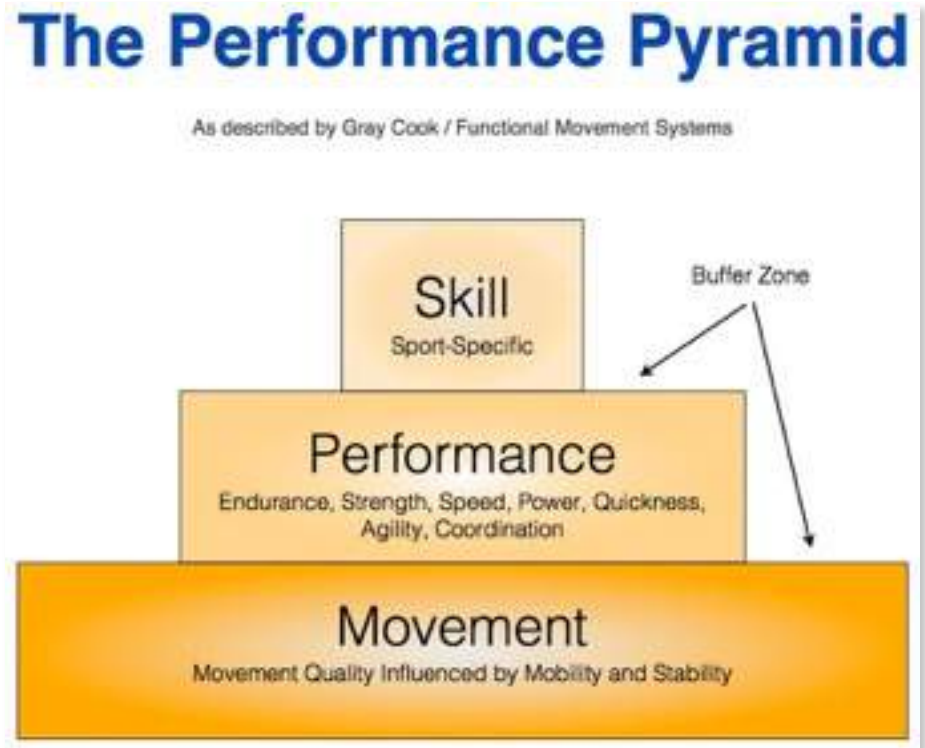 The Performance Pyramid
As described by Gray Cook / Functional Movement Systems
Skill
Sport-Specific
Buffer Zone
Performance
Endurance, Strength, Speed, Power, Quickness,
Agility, Coordination
Movement
Movement Quality Influenced by Mobility and Stability